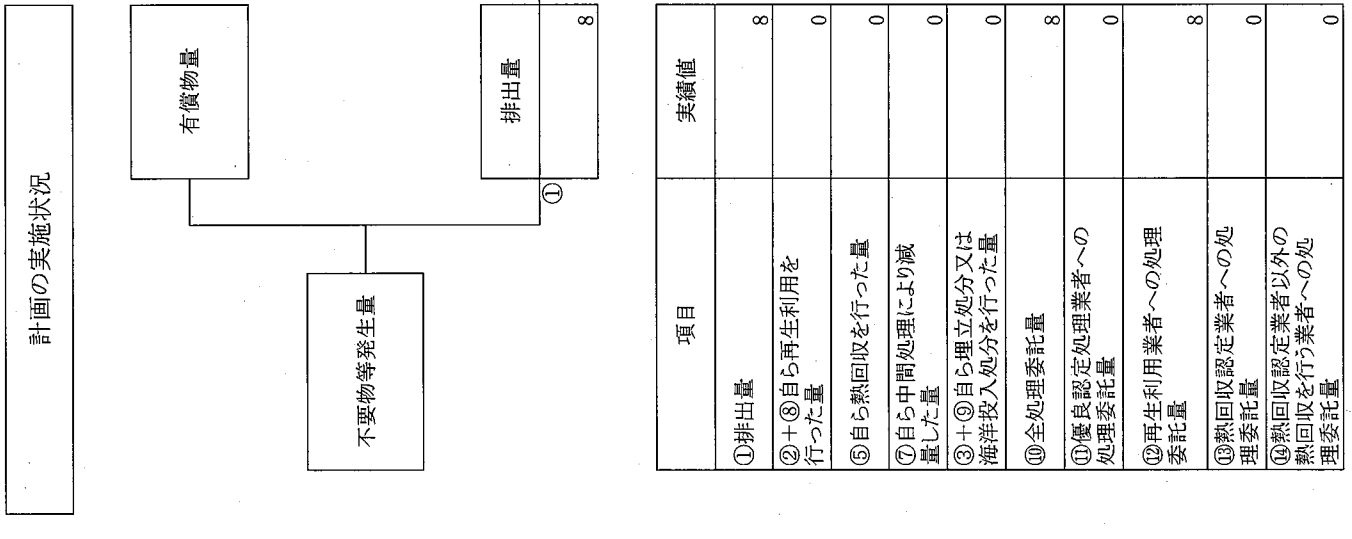 計画の実施状況
有償物量
不要物等発生量
排出量
①
8
項目
実績値
①排出量
8
②+⑧自ら再生利用を
行った量
0
⑤自ら熱回収を行った量
0
⑦自ら中間処理により減
量した量
0
③+⑨自ら埋立処分又は
海洋投入処分を行った量
0
⑩全処理委託量
8
⑪優良認定処理業者への
処理委託量
0
⑫再生利用業者への処理
委託量
8
⑬熱回収認定業者への処
理委託量
0
⑭熱回収認定業者以外の
熱回収を行う業者への処
理委託量
0